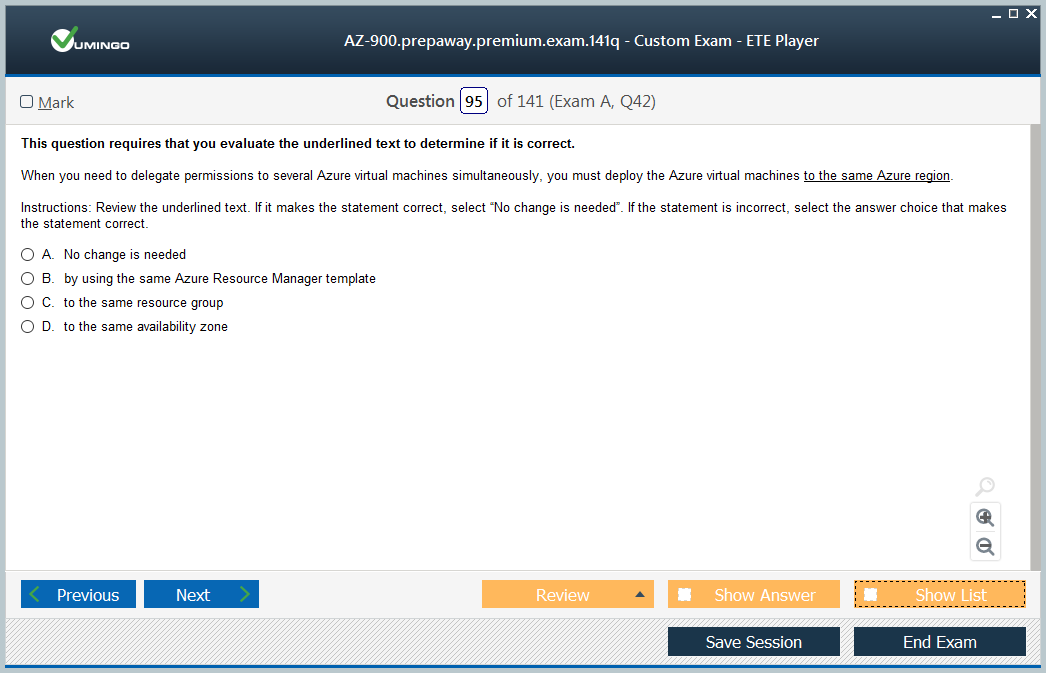 VUMINGO
AZ-900.prepaway.premium.exam.141q - Custom Exam - ETE Player
Mark
Question 95 of 141 (Exam A, Q42)
This question requires that you evaluate the underlined text to determine if it is correct.
When you need to delegate permissions to several Azure virtual machines simultaneously, you must deploy the Azure virtual machines to the same Azure region.
Instructions: Review the underlined text. If it makes the statement correct, select “No change is needed”. If the statement is incorrect, select the answer choice that makes
the statement correct.
A. No change is needed
B. by using the same Azure Resource Manager template
C. to the same resource group
D. to the same availability zone
Previous
Next
Review
Show Answer
Show List
Save Session
End Exam